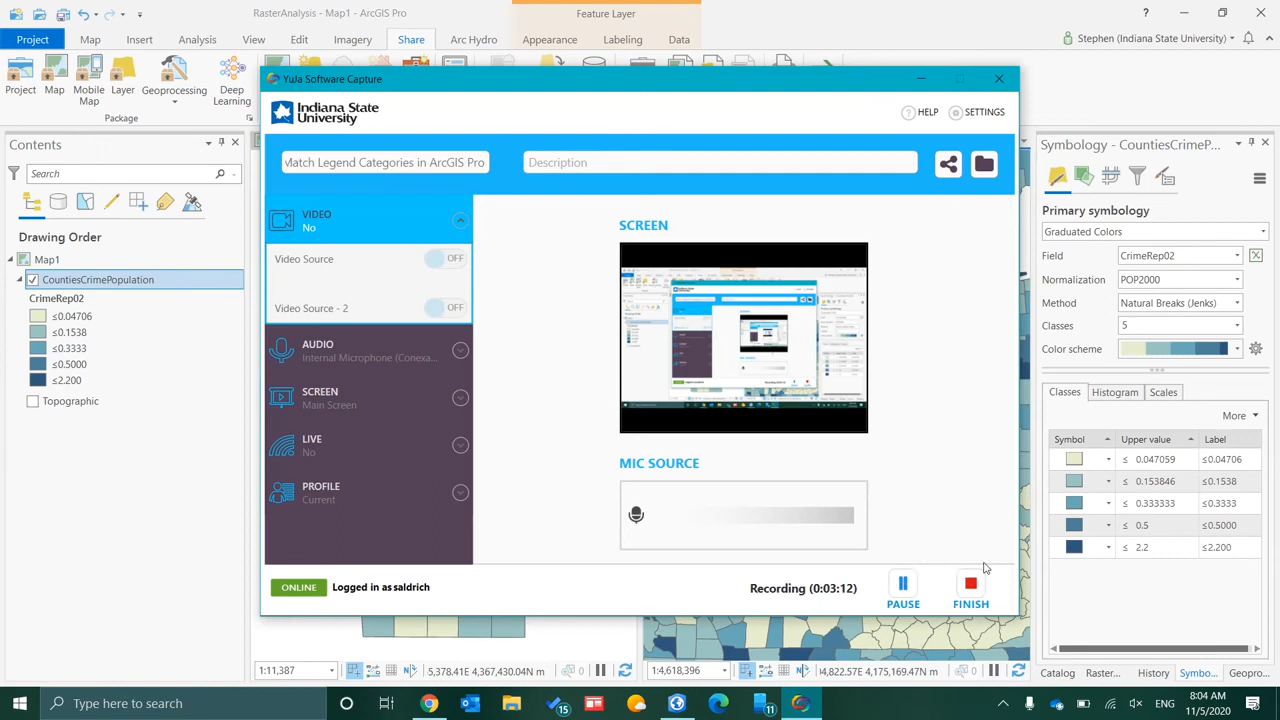 RasterAnalysis - Map1 - ArcGIS Pro
Feature Layer
?
Project
Map
Insert
Analysis
View
Edit
Imagery
Share
Arc Hydro
Appearance
Labeling
Data
Stephen (Indiana State University)
Project
Map
Mobile
Map
Layer
Geoprocessing
Deep
Learning
Package
YuJa Software Capture
Indiana State
University
HELP
SETTINGS
Match Legend Categories in ArcGIS Pro
Description
VIDEO
No
Video Source
OFF
Video Source - 2
OFF
AUDIO
Internal Microphone (Conexa...
SCREEN
Main Screen
LIVE
No
PROFILE
Current
SCREEN
MIC SOURCE
ONLINE
Logged in as saldrich
Recording (0:03:12)
PAUSE
FINISH
Contents
Search
Drawing Order
Map1
CountiesCrimePopulation
CrimeRep02
≤0.04706
≤0.1538
≤0.3333
≤0.5000
≤2.200
Topographic
Symbology - CountiesCrimeP...
Primary symbology
Graduated Colors
Field
CrimeRep02
Normalization
POP2000
Method
Natural Breaks (Jenks)
Classes
5
Color scheme
Classes
Histogram
More
Symbol
Upper value
Label
≤ 0.047059 ≤0.04706
≤ 0.153846 ≤0.1538
≤ 0.333333 ≤0.3333
≤ 0.5 ≤0.5000
≤ 2.2 ≤2.200
1:11,387
5,378.41E 4,367,430.04N m
0
1:4,618,396
4,822.57E 4,175,169.47N m
0
Catalog
Raster...
History
Symbo...
Geopro...
Type here to search
15
11
ENG
8:04 AM
11/5/2020